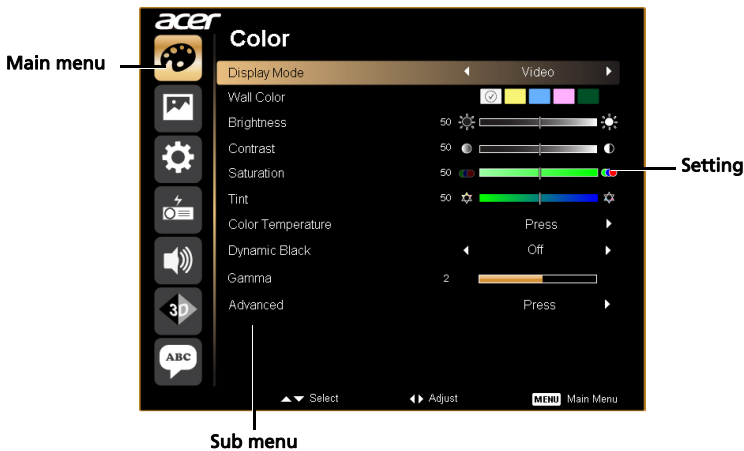 acer
Color
Main menu
Display Mode Video
Wall Color
Brightness 50
Contrast 50
Saturation 50
Setting
Tint 50
Color Temperature Press
Dynamic Black Off
Gamma 2
3D
Advanced Press
ABC
Select Adjust MENU Main Menu
Sub menu